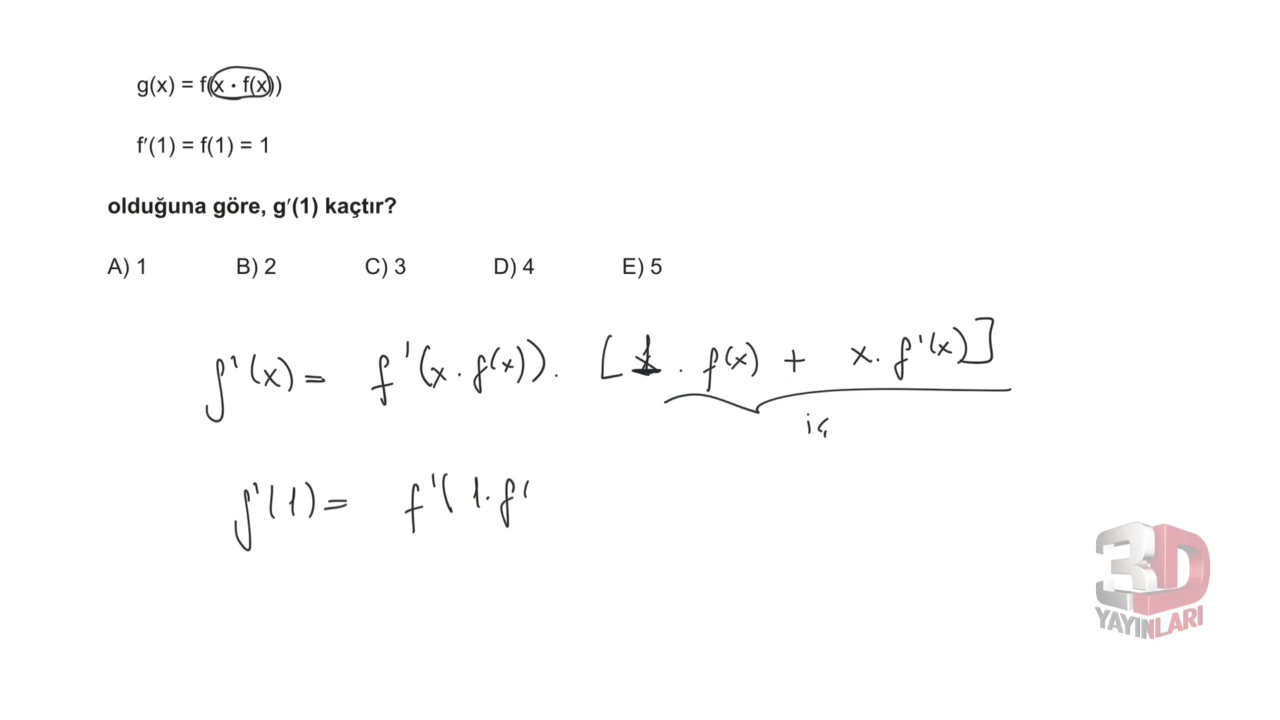 g(x) = f(x · f(x))
f′(1) = f(1) = 1
olduğuna göre, g′(1) kaçtır?
A) 1 B) 2 C) 3 D) 4 E) 5
g'(x) = f'(x · f(x)) · [1 · f(x) + x · f'(x)]
iç
g'(1) = f'(1 · f(
3D
YAYINLARI